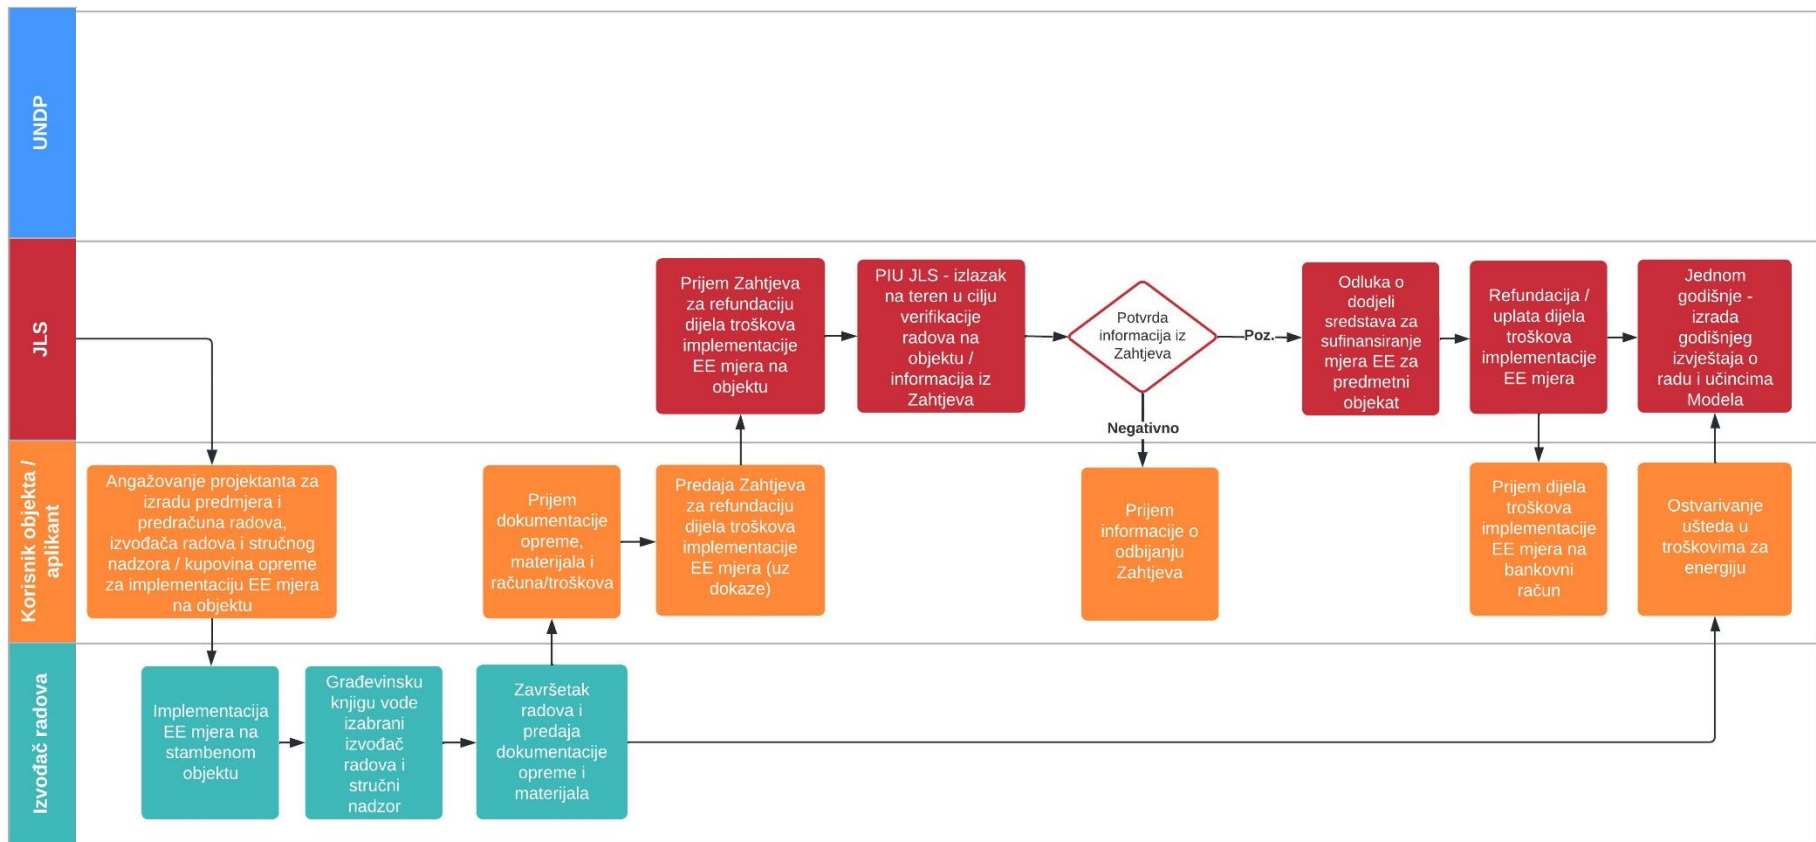 UNDP
JLS
Prijem Zahtjeva
za refundaciju
dijela troškova
implementacije
EE mjera na
objektu
PIU JLS - izlazak
na teren u cilju
verifikacije
radova na
objektu /
informacija iz
Zahtjeva
Potvrda
informacija iz
Zahtjeva
Poz.
Negativno
Odluka o
dodjeli
sredstava za
sufinansiranje
mjera EE za
predmetni
objekat
Refundacija /
uplata dijela
troškova
implementacije
EE mjera
Jednom
godišnje -
izrada
godišnjeg
izvještaja o
radu i učincima
Modela
Korisnik objekta /
aplikant
Angažovanje projektanta za
izradu predmjera i
predračuna radova,
izvođača radova i stručnog
nadzora / kupovina opreme
za implementaciju EE mjera
na objektu
Prijem
dokumentacije
opreme,
materijala i
računa/troškova
Predaja Zahtjeva
za refundaciju
dijela troškova
implementacije
EE mjera (uz
dokaze)
Prijem
informacije o
odbijanju
Zahtjeva
Prijem dijela
troškova
implementacije
EE mjera na
bankovni
račun
Ostvarivanje
ušteda u
troškovima za
energiju
Izvođač radova
Implementacija
EE mjera na
stambenom
objektu
Građevinsku
knjigu vode
izabrani
izvođač
radova i
stručni
nadzor
Završetak
radova i
predaja
dokumentacije
opreme i
materijala